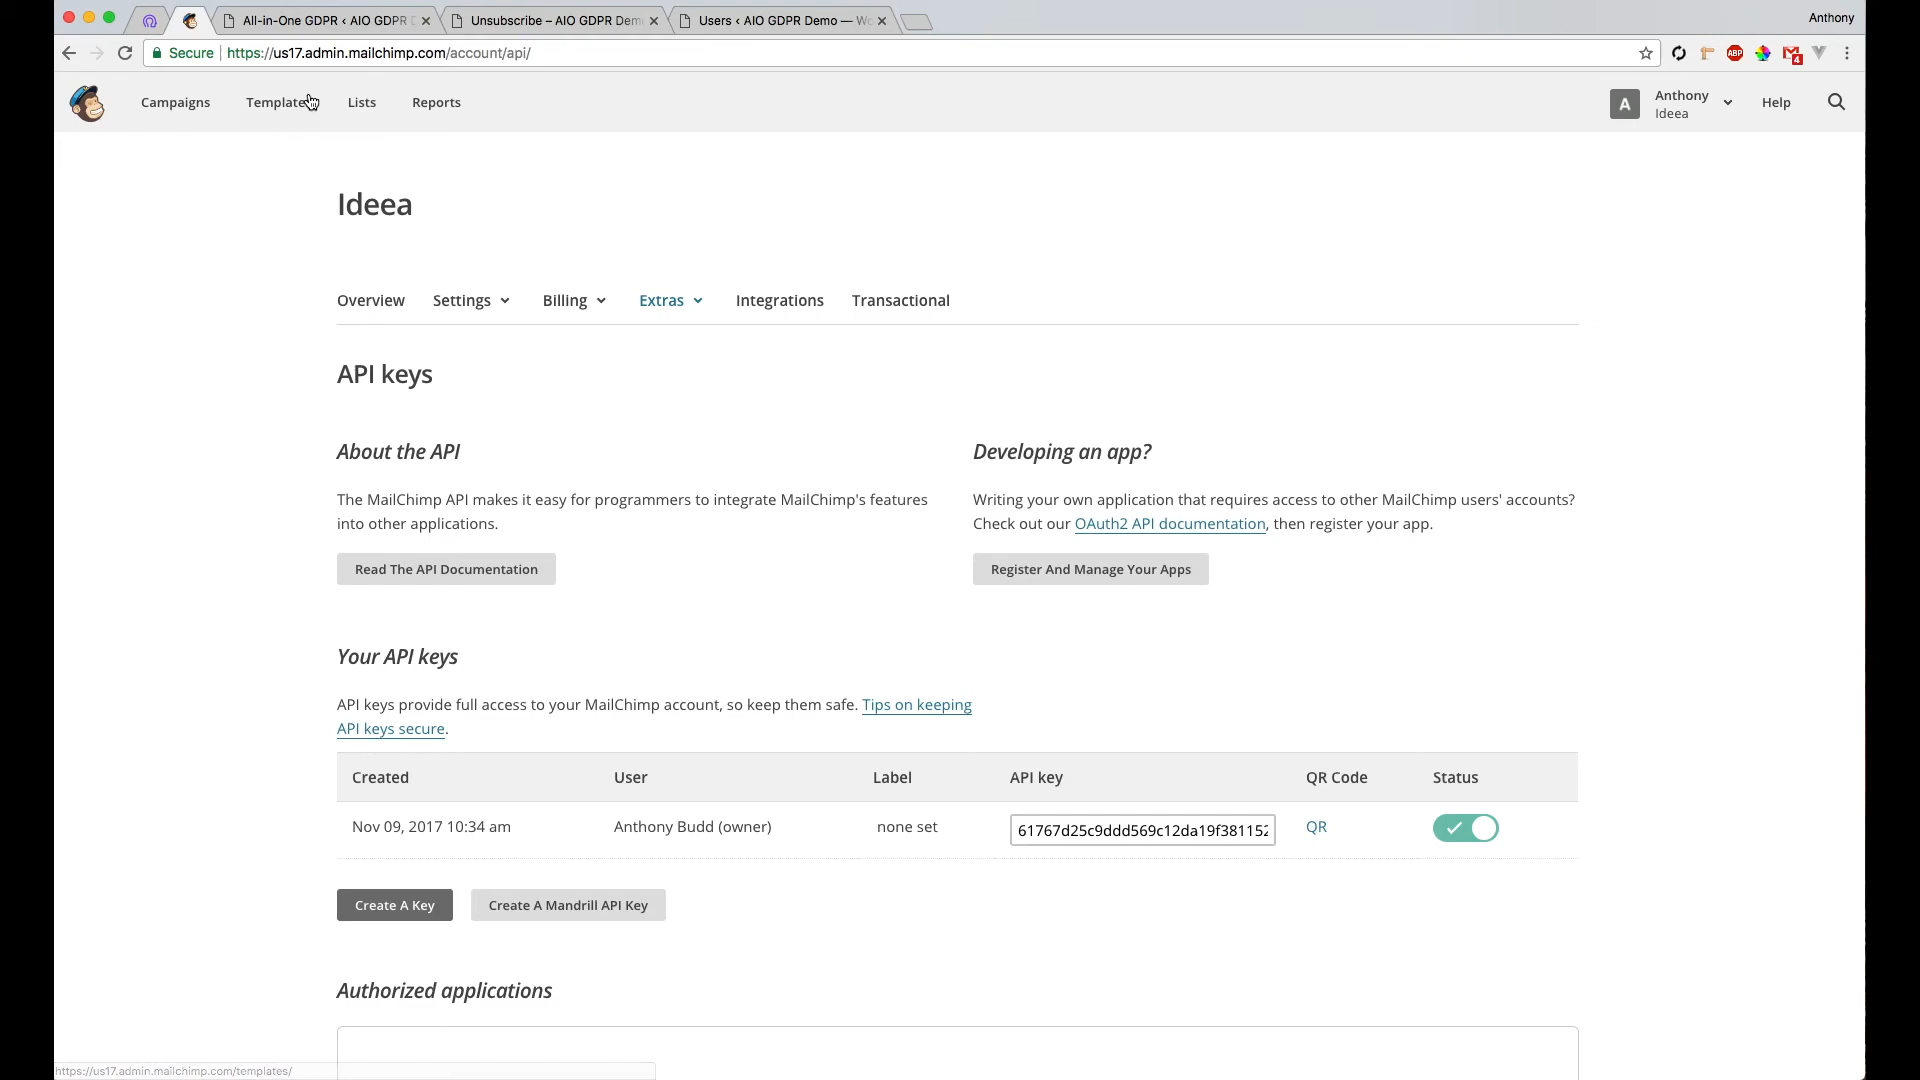 All-in-One GDPR ‹ AIO GDPR
Unsubscribe – AIO GDPR Dem
Users ‹ AIO GDPR Demo — Wo
Anthony
Secure
https://us17.admin.mailchimp.com/account/api/
ABP
4
Campaigns
Templates
Lists
Reports
A
Anthony
Ideea
Help
Ideea
Overview
Settings
Billing
Extras
Integrations
Transactional
API keys
About the API
The MailChimp API makes it easy for programmers to integrate MailChimp's features
into other applications.
Read The API Documentation
Developing an app?
Writing your own application that requires access to other MailChimp users' accounts?
Check out our OAuth2 API documentation, then register your app.
Register And Manage Your Apps
Your API keys
API keys provide full access to your MailChimp account, so keep them safe. Tips on keeping
API keys secure.
Created
User
Label
API key
QR Code
Status
Nov 09, 2017 10:34 am
Anthony Budd (owner)
none set
61767d25c9ddd569c12da19f381152
QR
Create A Key
Create A Mandrill API Key
Authorized applications
https://us17.admin.mailchimp.com/templates/